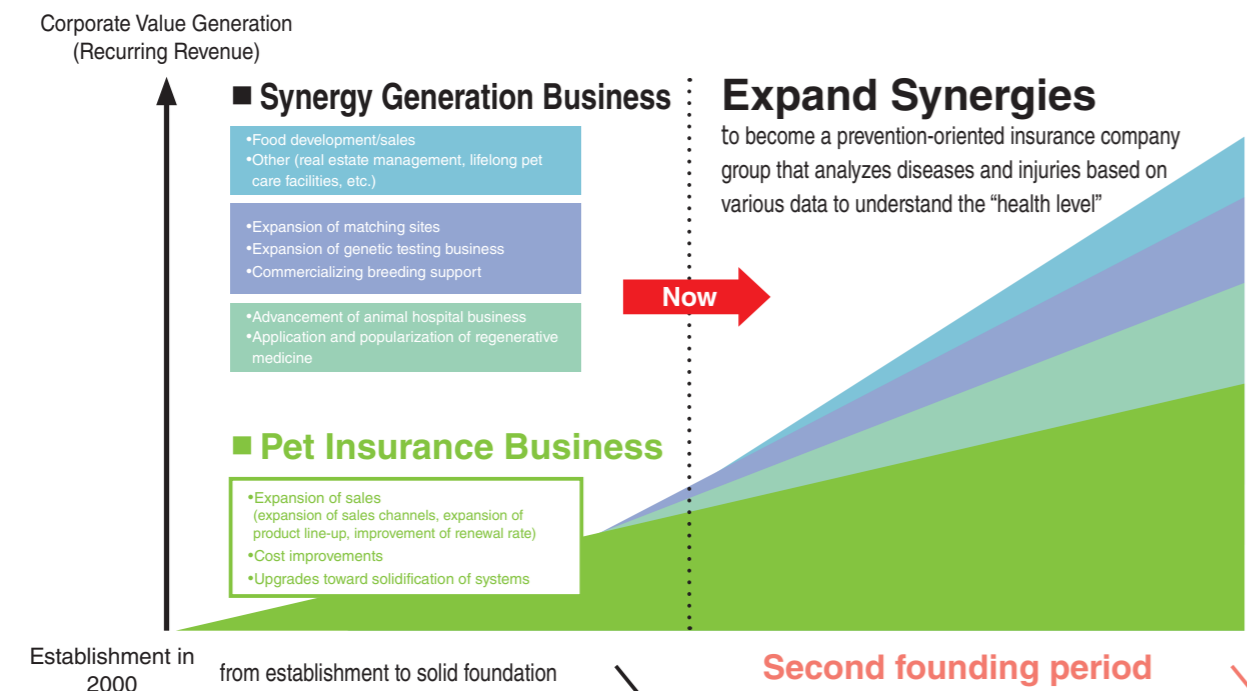 Corporate Value Generation
(Recurring Revenue)
■ Synergy Generation Business
•Food development/sales
•Other (real estate management, lifelong pet
care facilities, etc.)
•Expansion of matching sites
•Expansion of genetic testing business
•Commercializing breeding support
•Advancement of animal hospital business
•Application and popularization of regenerative
medicine
■ Pet Insurance Business
•Expansion of sales
(expansion of sales channels, expansion of
product line-up, improvement of renewal rate)
•Cost improvements
•Upgrades toward solidification of systems
Expand Synergies
to become a prevention-oriented insurance company
group that analyzes diseases and injuries based on
various data to understand the “health level”
Now
Establishment in
2000
from establishment to solid foundation
Second founding period